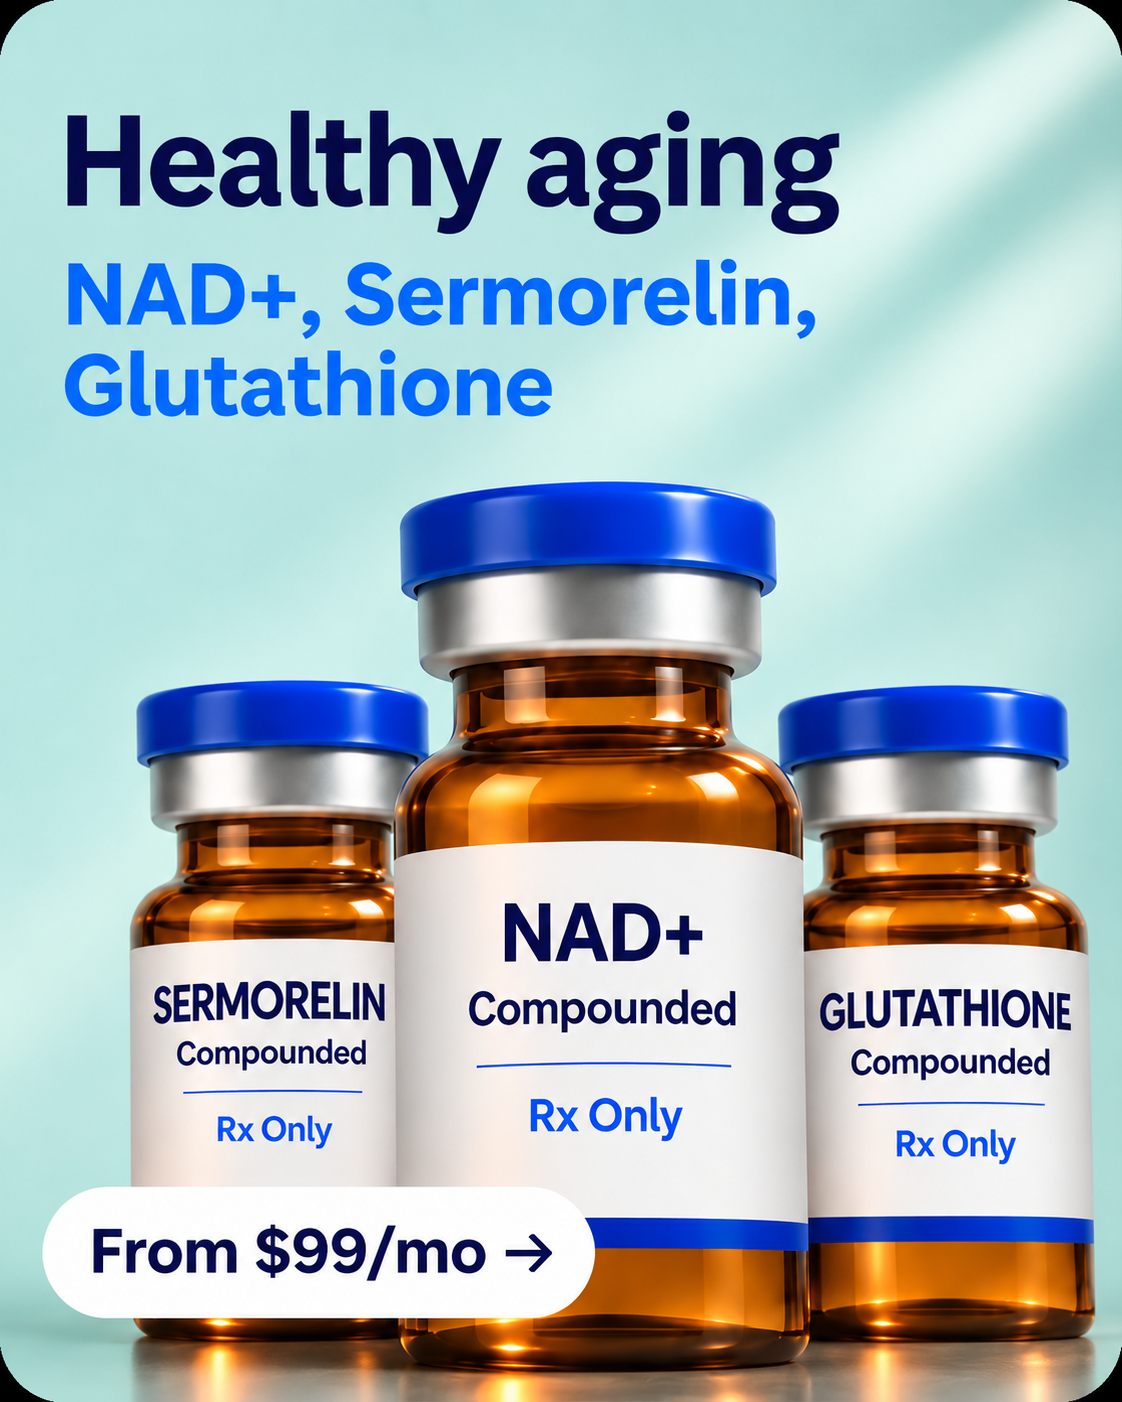 Healthy aging
NAD+, Sermorelin,
Glutathione
NAD+
Compounded
Rx Only
SERMORELIN
Compounded
Rx Only
GLUTATHIONE
Compounded
Rx Only
From $99/mo →